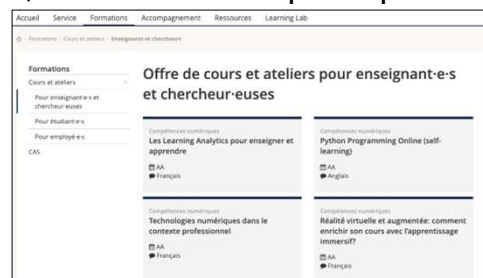 Accueil Service Formations Accompagnement Ressources Learning Lab
Formations Cours et ateliers Enseignants et chercheurs
Formations
Cours et ateliers
Pour enseignant·e·s et
chercheur·euses
Pour étudiant·e·s
Pour employé·e·s
CAS
Offre de cours et ateliers pour enseignant·e·s
et chercheur·euses
Compétences numériques
Les Learning Analytics pour enseigner et
apprendre
AA
Français
Compétences numériques
Python Programming Online (self-
learning)
AA
Anglais
Compétences numériques
Technologies numériques dans le
contexte professionnel
AA
Français
Compétences numériques
Réalité virtuelle et augmentée: comment
enrichir son cours avec l'apprentissage
immersif?
AA
Français